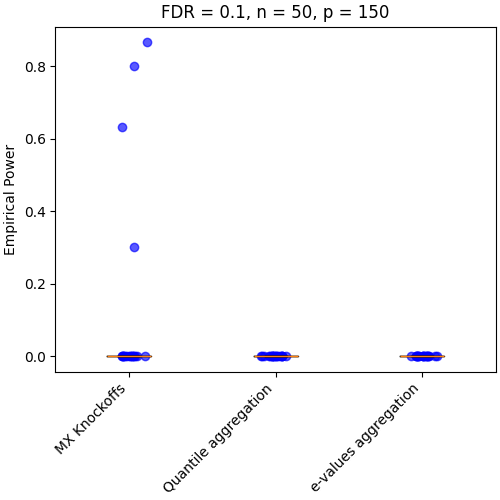 FDR = 0.1, n = 50, p = 150
Empirical Power
0.8
0.6
0.4
0.2
0.0
MX Knockoffs
Quantile aggregation
e-values aggregation